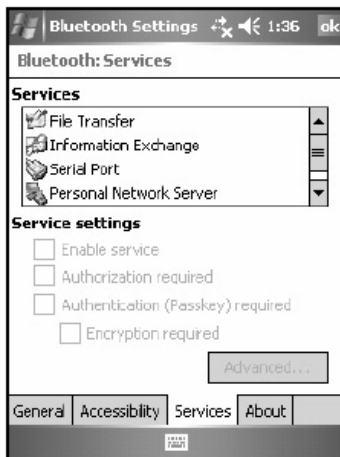 Bluetooth Settings 1:36 ok
Bluetooth: Services
Services
File Transfer
Information Exchange
Serial Port
Personal Network Server
Service settings
Enable service
Authorization required
Authentication (Passkey) required
Encryption required
Advanced...
General Accessibility Services About